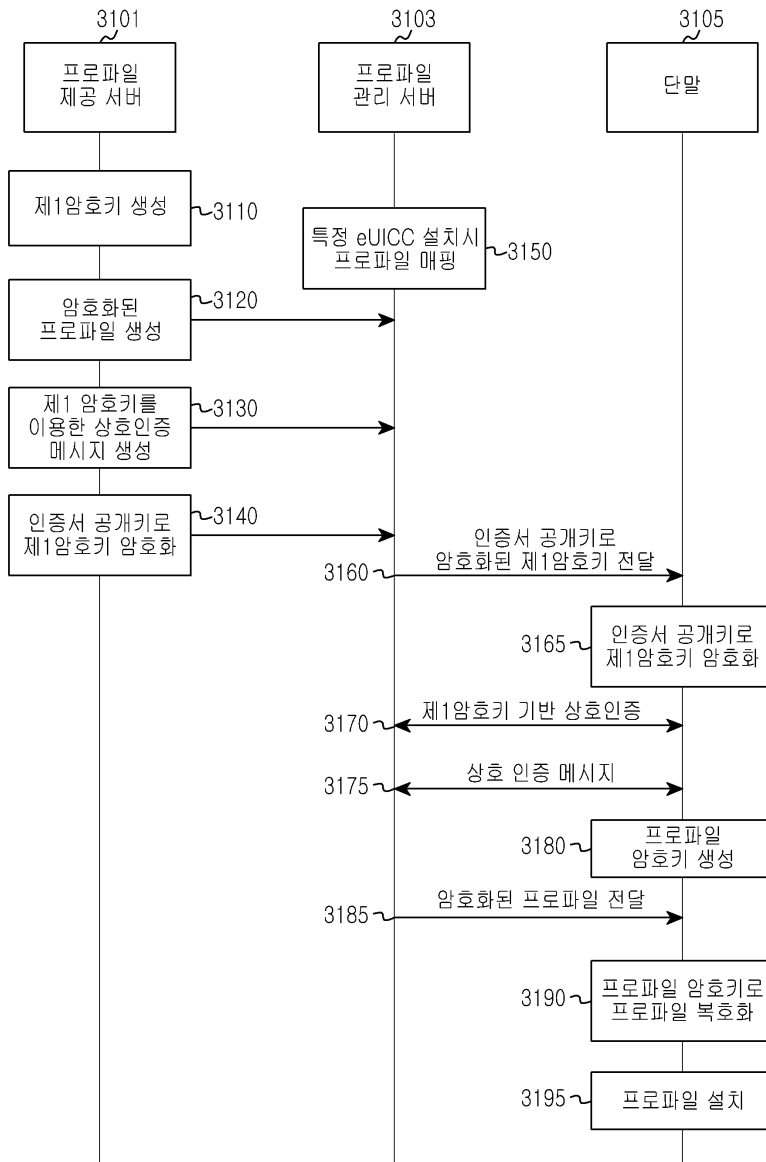 3101
3103
3105
프로파일
제공 서버
프로파일
관리 서버
단말
제1암호키 생성
3110
특정 eUICC 설치시
프로파일 매핑
3150
암호화된
프로파일 생성
3120
제1 암호키를
이용한 상호인증
메시지 생성
3130
인증서 공개키로
제1암호키 암호화
3140
인증서 공개키로
암호화된 제1암호키 전달
3160
3165
인증서 공개키로
제1암호키 암호화
제1암호키 기반 상호인증
3170
상호 인증 메시지
3175
3180
프로파일
암호키 생성
암호화된 프로파일 전달
3185
3190
프로파일 암호키로
프로파일 복호화
3195
프로파일 설치